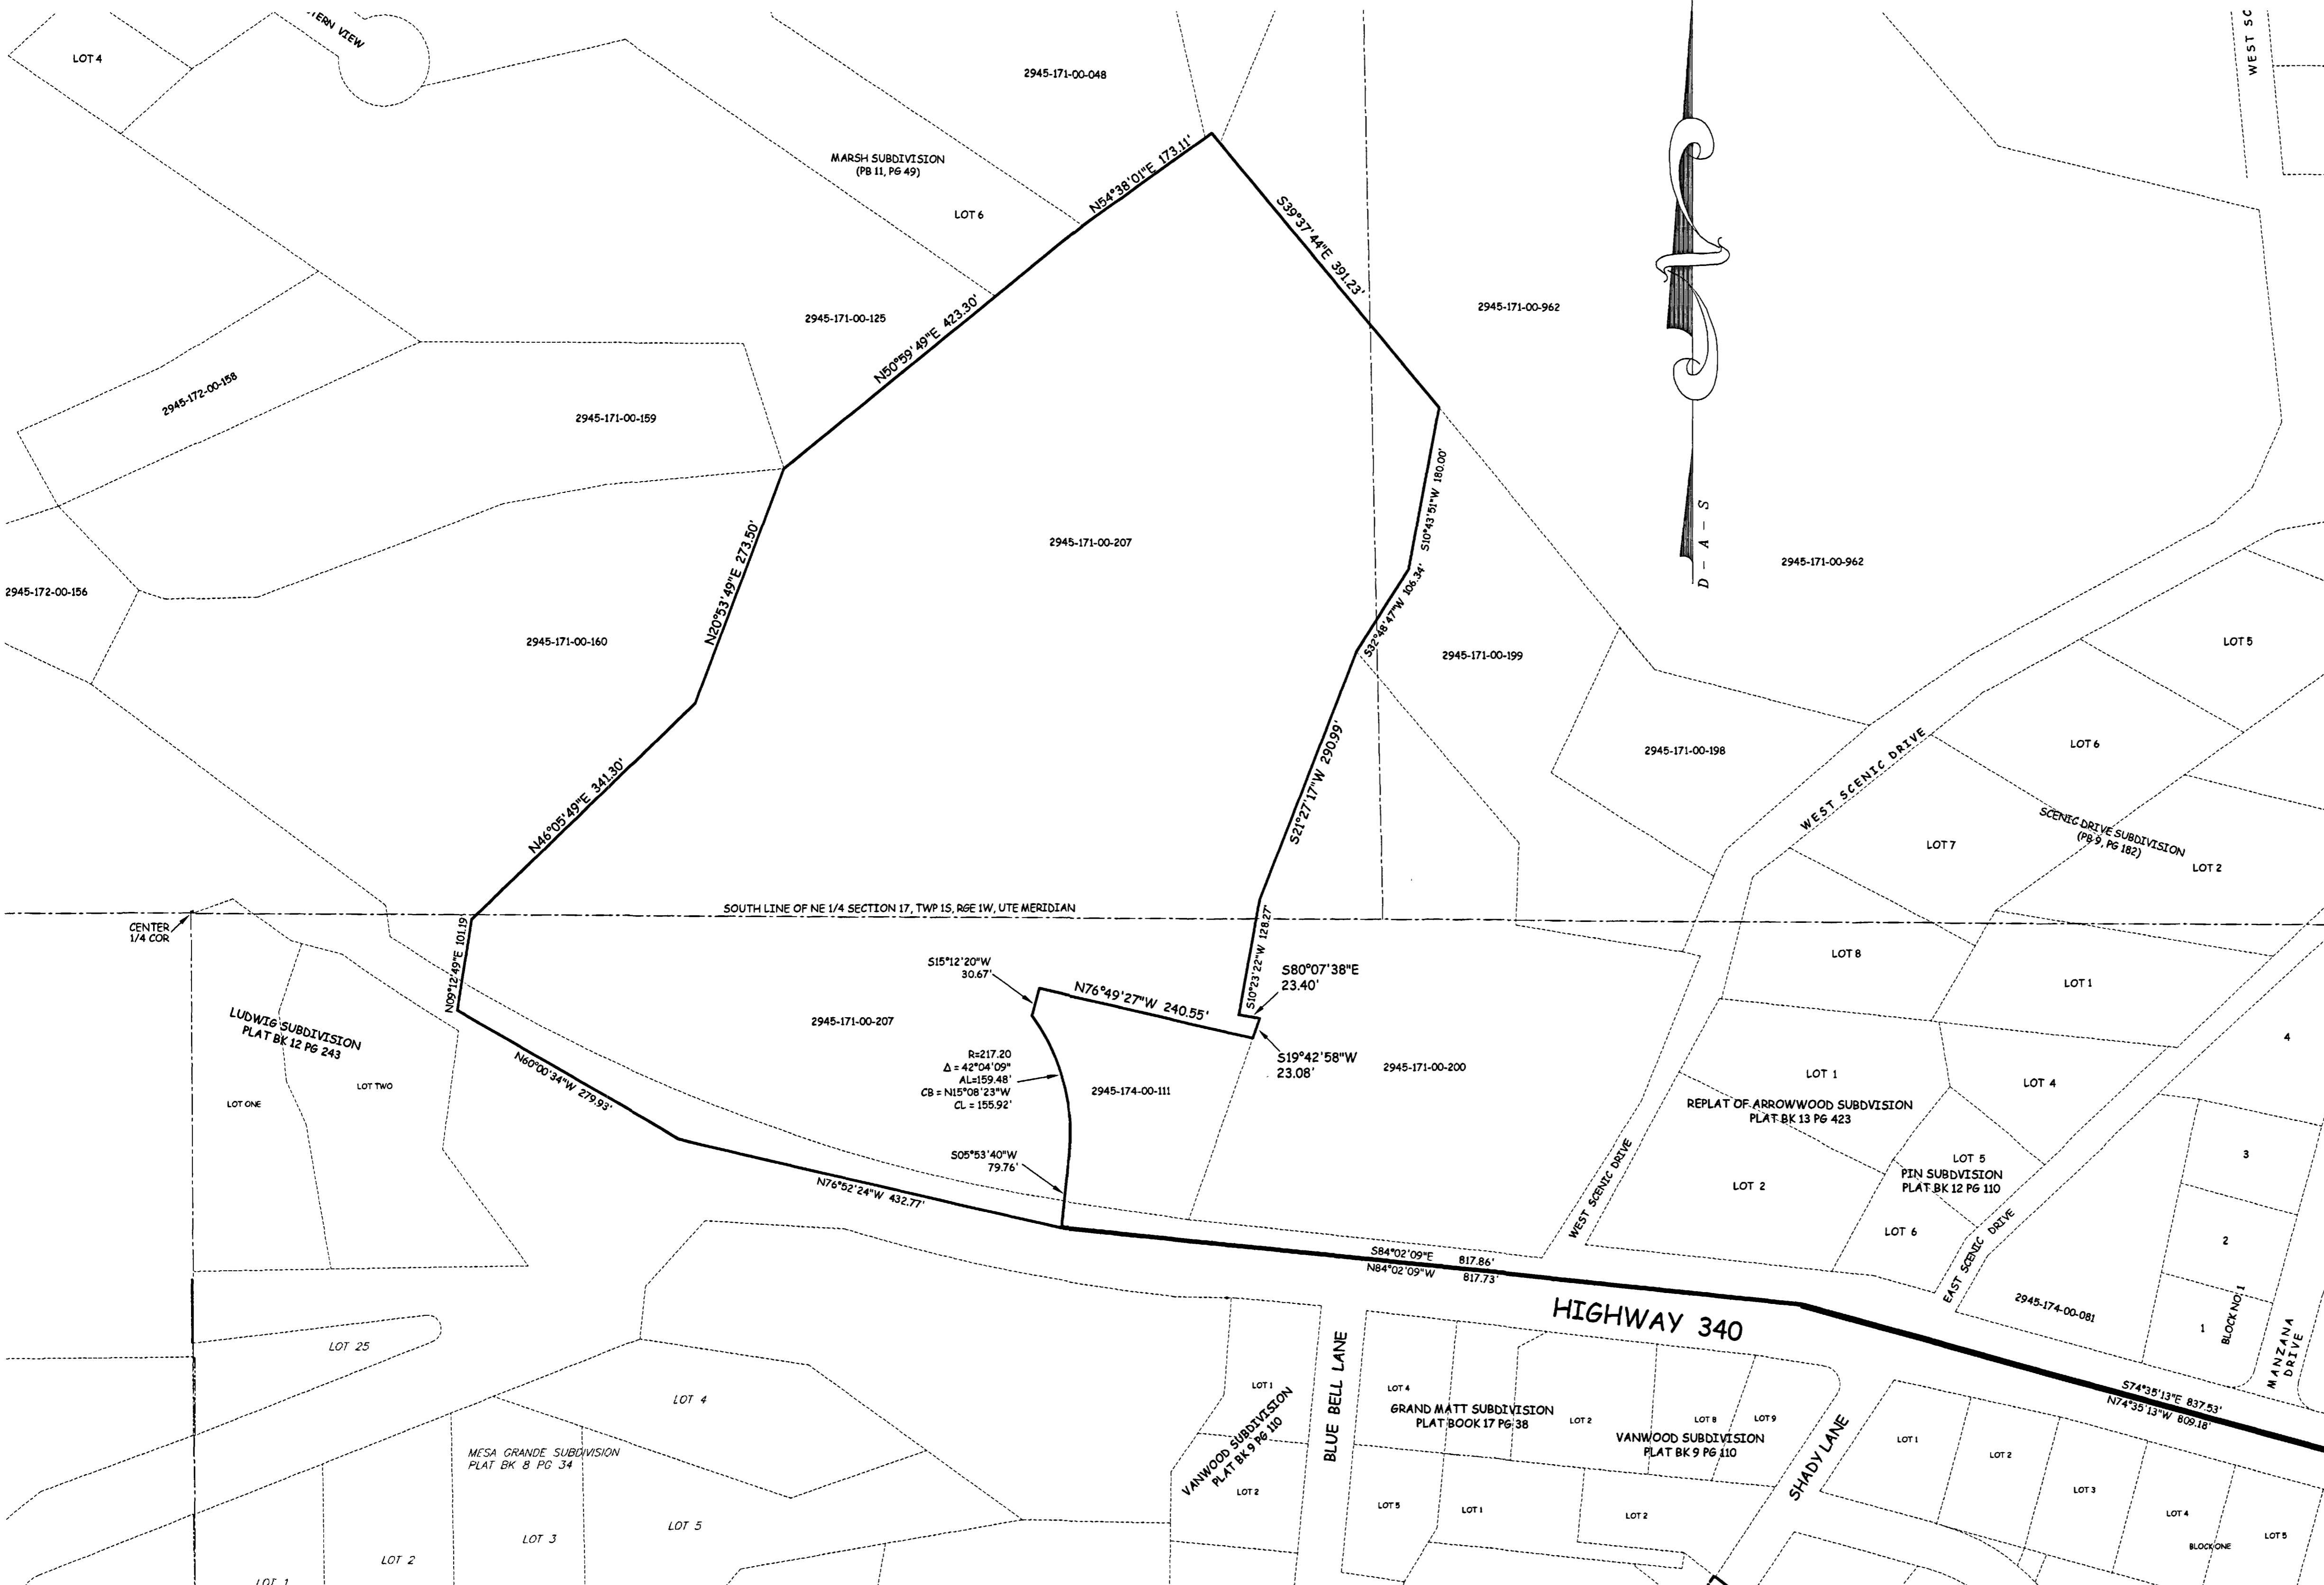 TERN VIEW
WEST SC
LOT 4
2945-171-00-048
MARSH SUBDIVISION
(PB 11, PG 49)
LOT 6
N54°38'01"E 173.11'
S39°37'44"E 391.23'
2945-171-00-962
2945-171-00-125
N50°59'49"E 423.30'
2945-172-00-158
2945-171-00-159
S10°43'51"W 180.00'
D - A - S
2945-171-00-207
2945-171-00-962
2945-172-00-156
N20°53'49"E 273.50'
2945-171-00-160
S32°48'47"W 106.34'
2945-171-00-199
LOT 5
2945-171-00-198
LOT 6
WEST SCENIC DRIVE
S21°27'17"W 290.99'
N46°05'49"E 341.30'
SCENIC DRIVE SUBDIVISION
(PB 9, PG 182)
LOT 7
LOT 2
SOUTH LINE OF NE 1/4 SECTION 17, TWP 1S, RGE 1W, UTE MERIDIAN
CENTER
1/4 COR
N09°12'49"E 101.19
S10°23'22"W 128.27'
S15°12'20"W
30.67'
S80°07'38"E
23.40'
N76°49'27"W 240.55'
LOT 8
LOT 1
LUDWIG SUBDIVISION
PLAT BK 12 PG 243
2945-171-00-207
4
S19°42'58"W
23.08'
2945-171-00-200
R=217.20
Δ = 42°04'09"
AL=159.48'
CB = N15°08'23"W
CL = 155.92'
2945-174-00-111
LOT 1
LOT 4
N60°00'34"W 279.93'
LOT TWO
LOT ONE
REPLAT OF ARROWWOOD SUBDVISION
PLAT BK 13 PG 423
S05°53'40"W
79.76'
3
LOT 5
PIN SUBDIVISION
PLAT BK 12 PG 110
LOT 2
WEST SCENIC DRIVE
N76°52'24"W 432.77'
LOT 6
2
EAST SCENIC DRIVE
S84°02'09"E 817.86'
N84°02'09"W 817.73'
HIGHWAY 340
2945-174-00-081
1
BLOCK NO. 1
MANZANA
DRIVE
LOT 25
BLUE BELL LANE
LOT 1
LOT 4
S74°35'13"E 837.53'
N74°35'13"W 809.18'
LOT 4
GRAND MATT SUBDIVISION
PLAT BOOK 17 PG 38
LOT 2
LOT 8
LOT 9
VANWOOD SUBDIVISION
PLAT BK 9 PG 110
VANWOOD SUBDIVISION
PLAT BK 9 PG 110
SHADY LANE
LOT 1
LOT 2
MESA GRANDE SUBDIVISION
PLAT BK 8 PG 34
LOT 2
LOT 3
LOT 5
LOT 1
LOT 2
LOT 4
LOT 5
LOT 5
LOT 3
BLOCK ONE
LOT 2
LOT 1